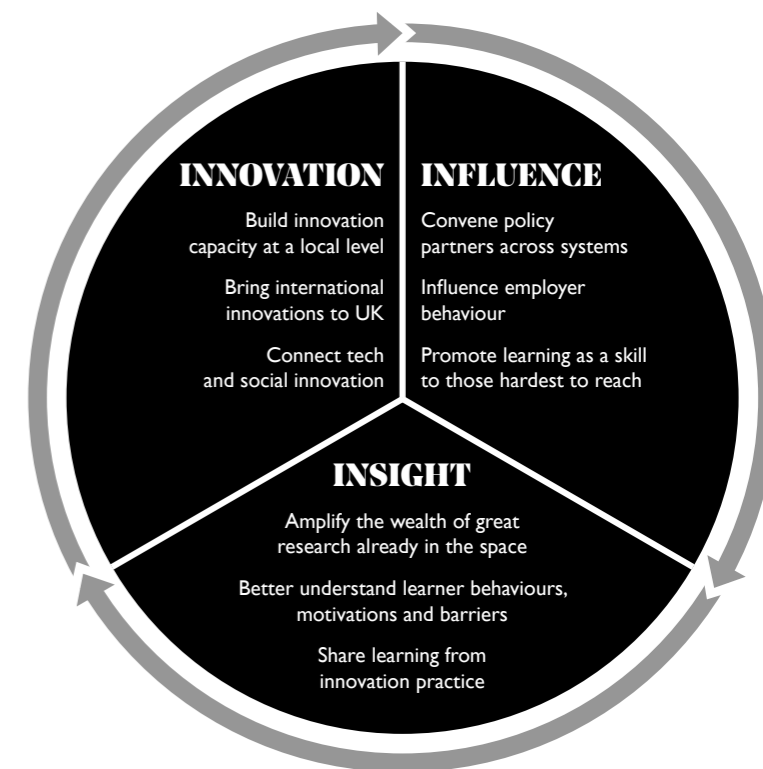 INNOVATION
Build innovation
capacity at a local level
Bring international
innovations to UK
Connect tech
and social innovation
INFLUENCE
Convene policy
partners across systems
Influence employer
behaviour
Promote learning as a skill
to those hardest to reach
INSIGHT
Amplify the wealth of great
research already in the space
Better understand learner behaviours,
motivations and barriers
Share learning from
innovation practice